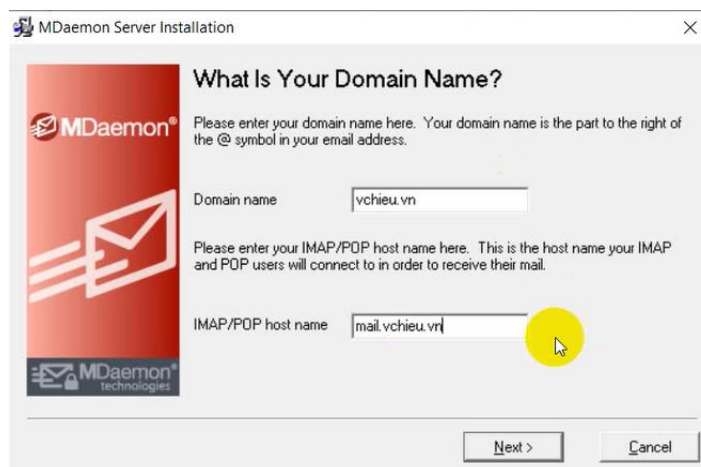 MDaemon Server Installation
MDaemon®
What Is Your Domain Name?
Please enter your domain name here. Your domain name is the part to the right of
the @ symbol in your email address.
Domain name
vchieu.vn
Please enter your IMAP/POP host name here. This is the host name your IMAP
and POP users will connect to in order to receive their mail.
IMAP/POP host name
mail.vchieu.vn
MDaemon®
technologies
Next >
Cancel